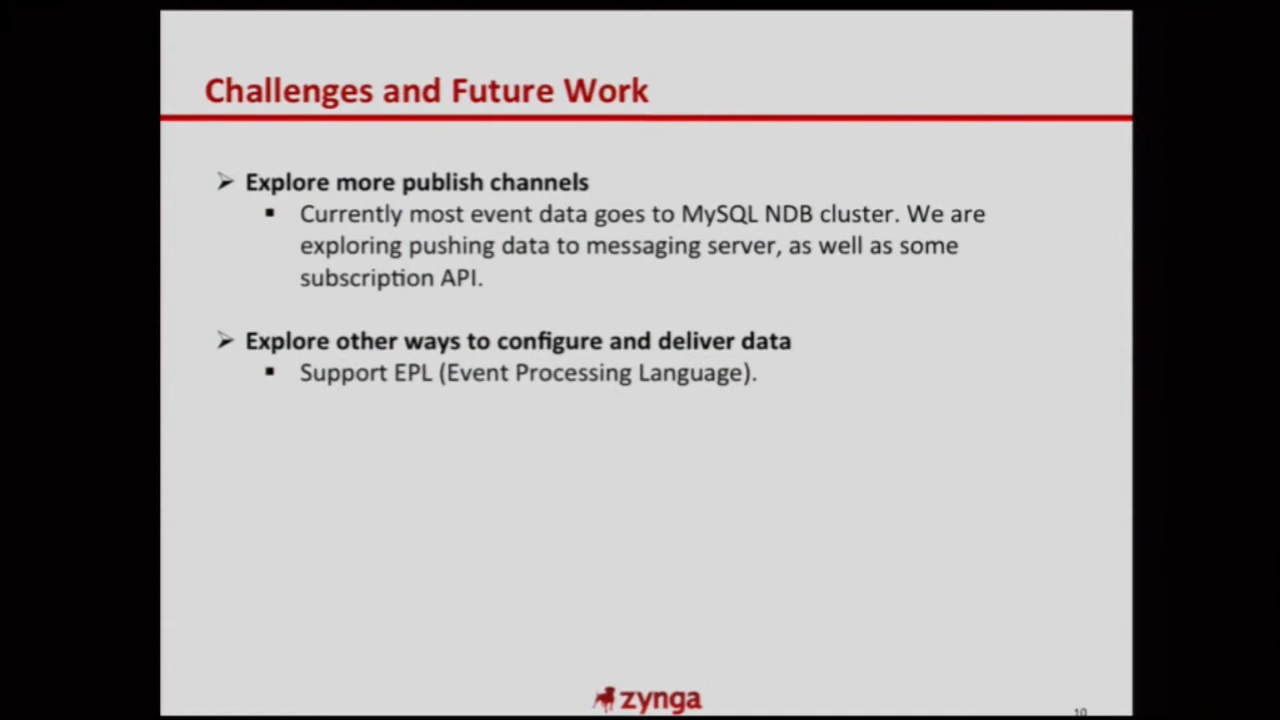 Challenges and Future Work
Explore more publish channels
Currently most event data goes to MySQL NDB cluster. We are
exploring pushing data to messaging server, as well as some
subscription API.
Explore other ways to configure and deliver data
Support EPL (Event Processing Language).
zynga
10